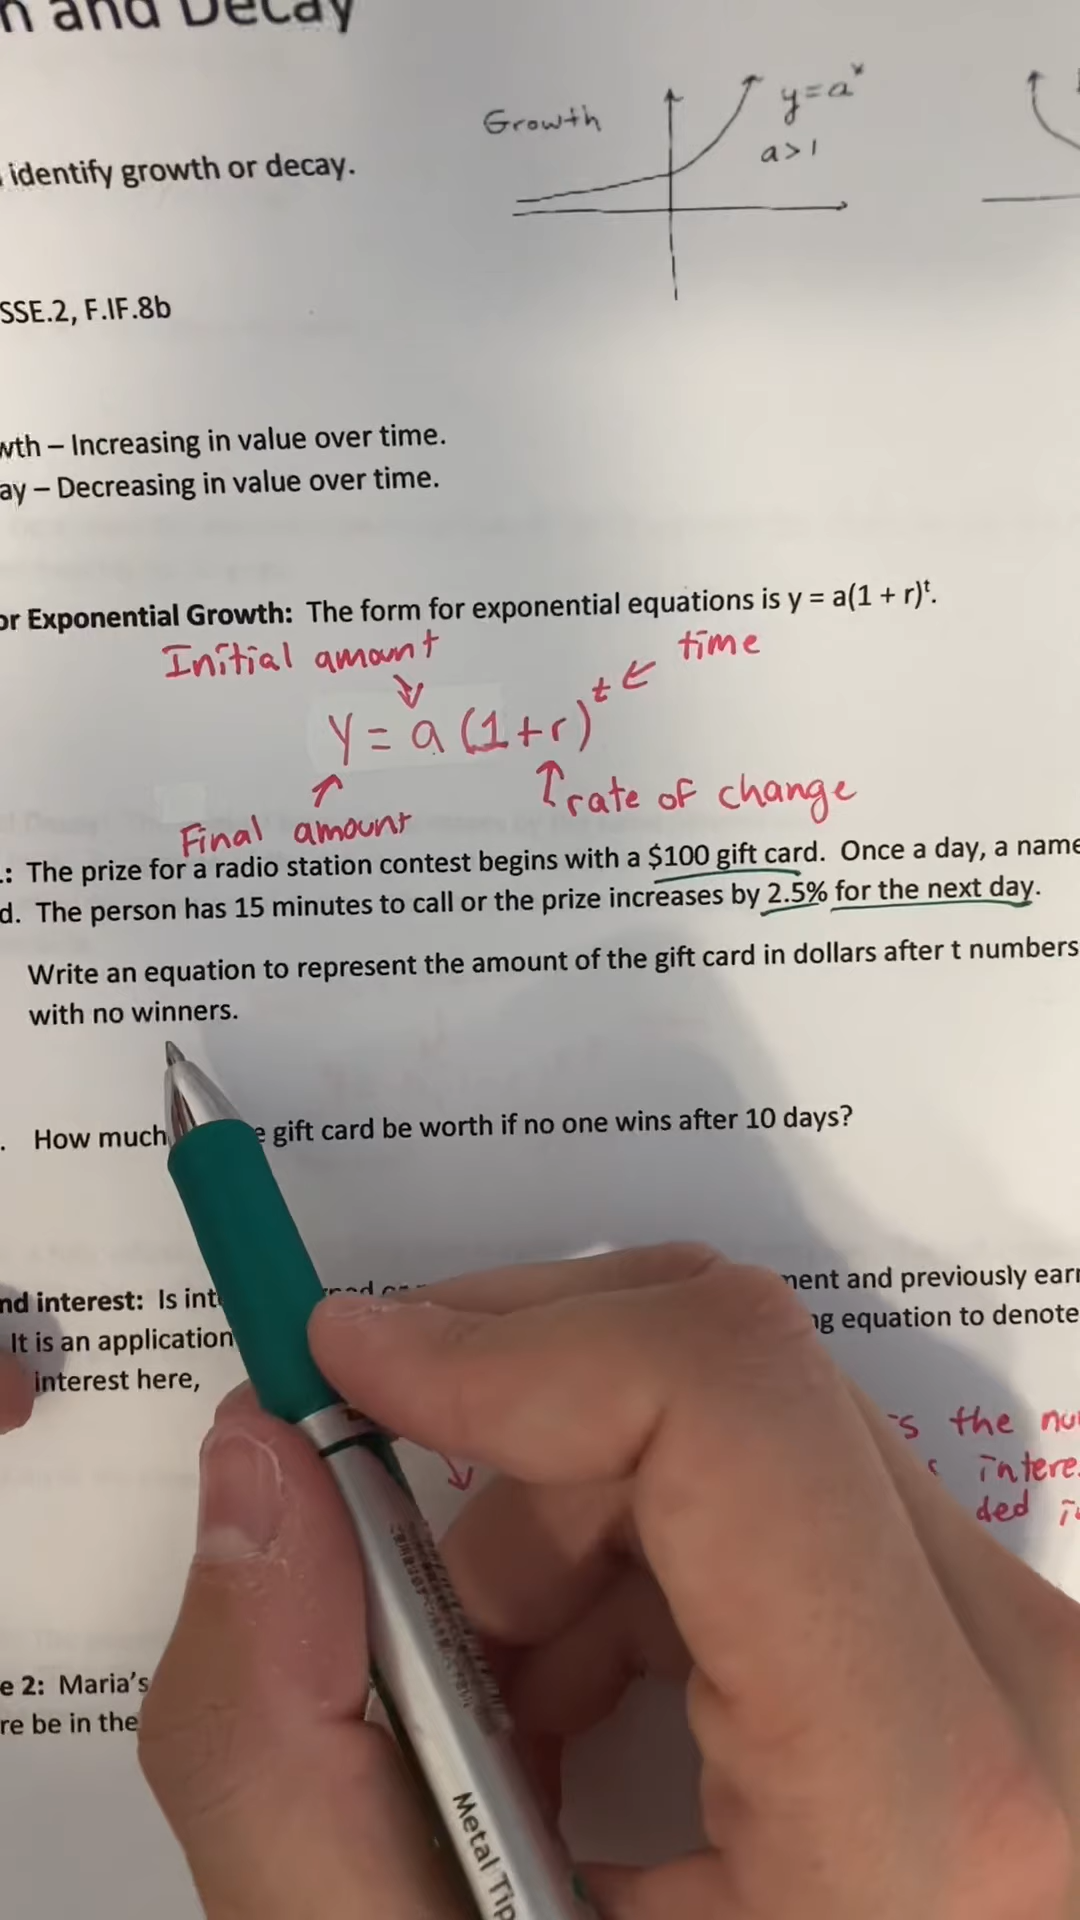 and Decay
Growth
y=aˣ
a>1
identify growth or decay.
SSE.2, F.IF.8b
wth – Increasing in value over time.
ay – Decreasing in value over time.
or Exponential Growth: The form for exponential equations is y = a(1 + r)ᵗ.
Initial amount
time
y = a (1+r)ᵗ
rate of change
Final amount
.: The prize for a radio station contest begins with a $100 gift card. Once a day, a name
d. The person has 15 minutes to call or the prize increases by 2.5% for the next day.
Write an equation to represent the amount of the gift card in dollars after t numbers
with no winners.
. How much e gift card be worth if no one wins after 10 days?
nd interest: Is int ment and previously earn
It is an application ng equation to denote
interest here,
's the nu
intere
ded
e 2: Maria's
re be in the
Metal Tip